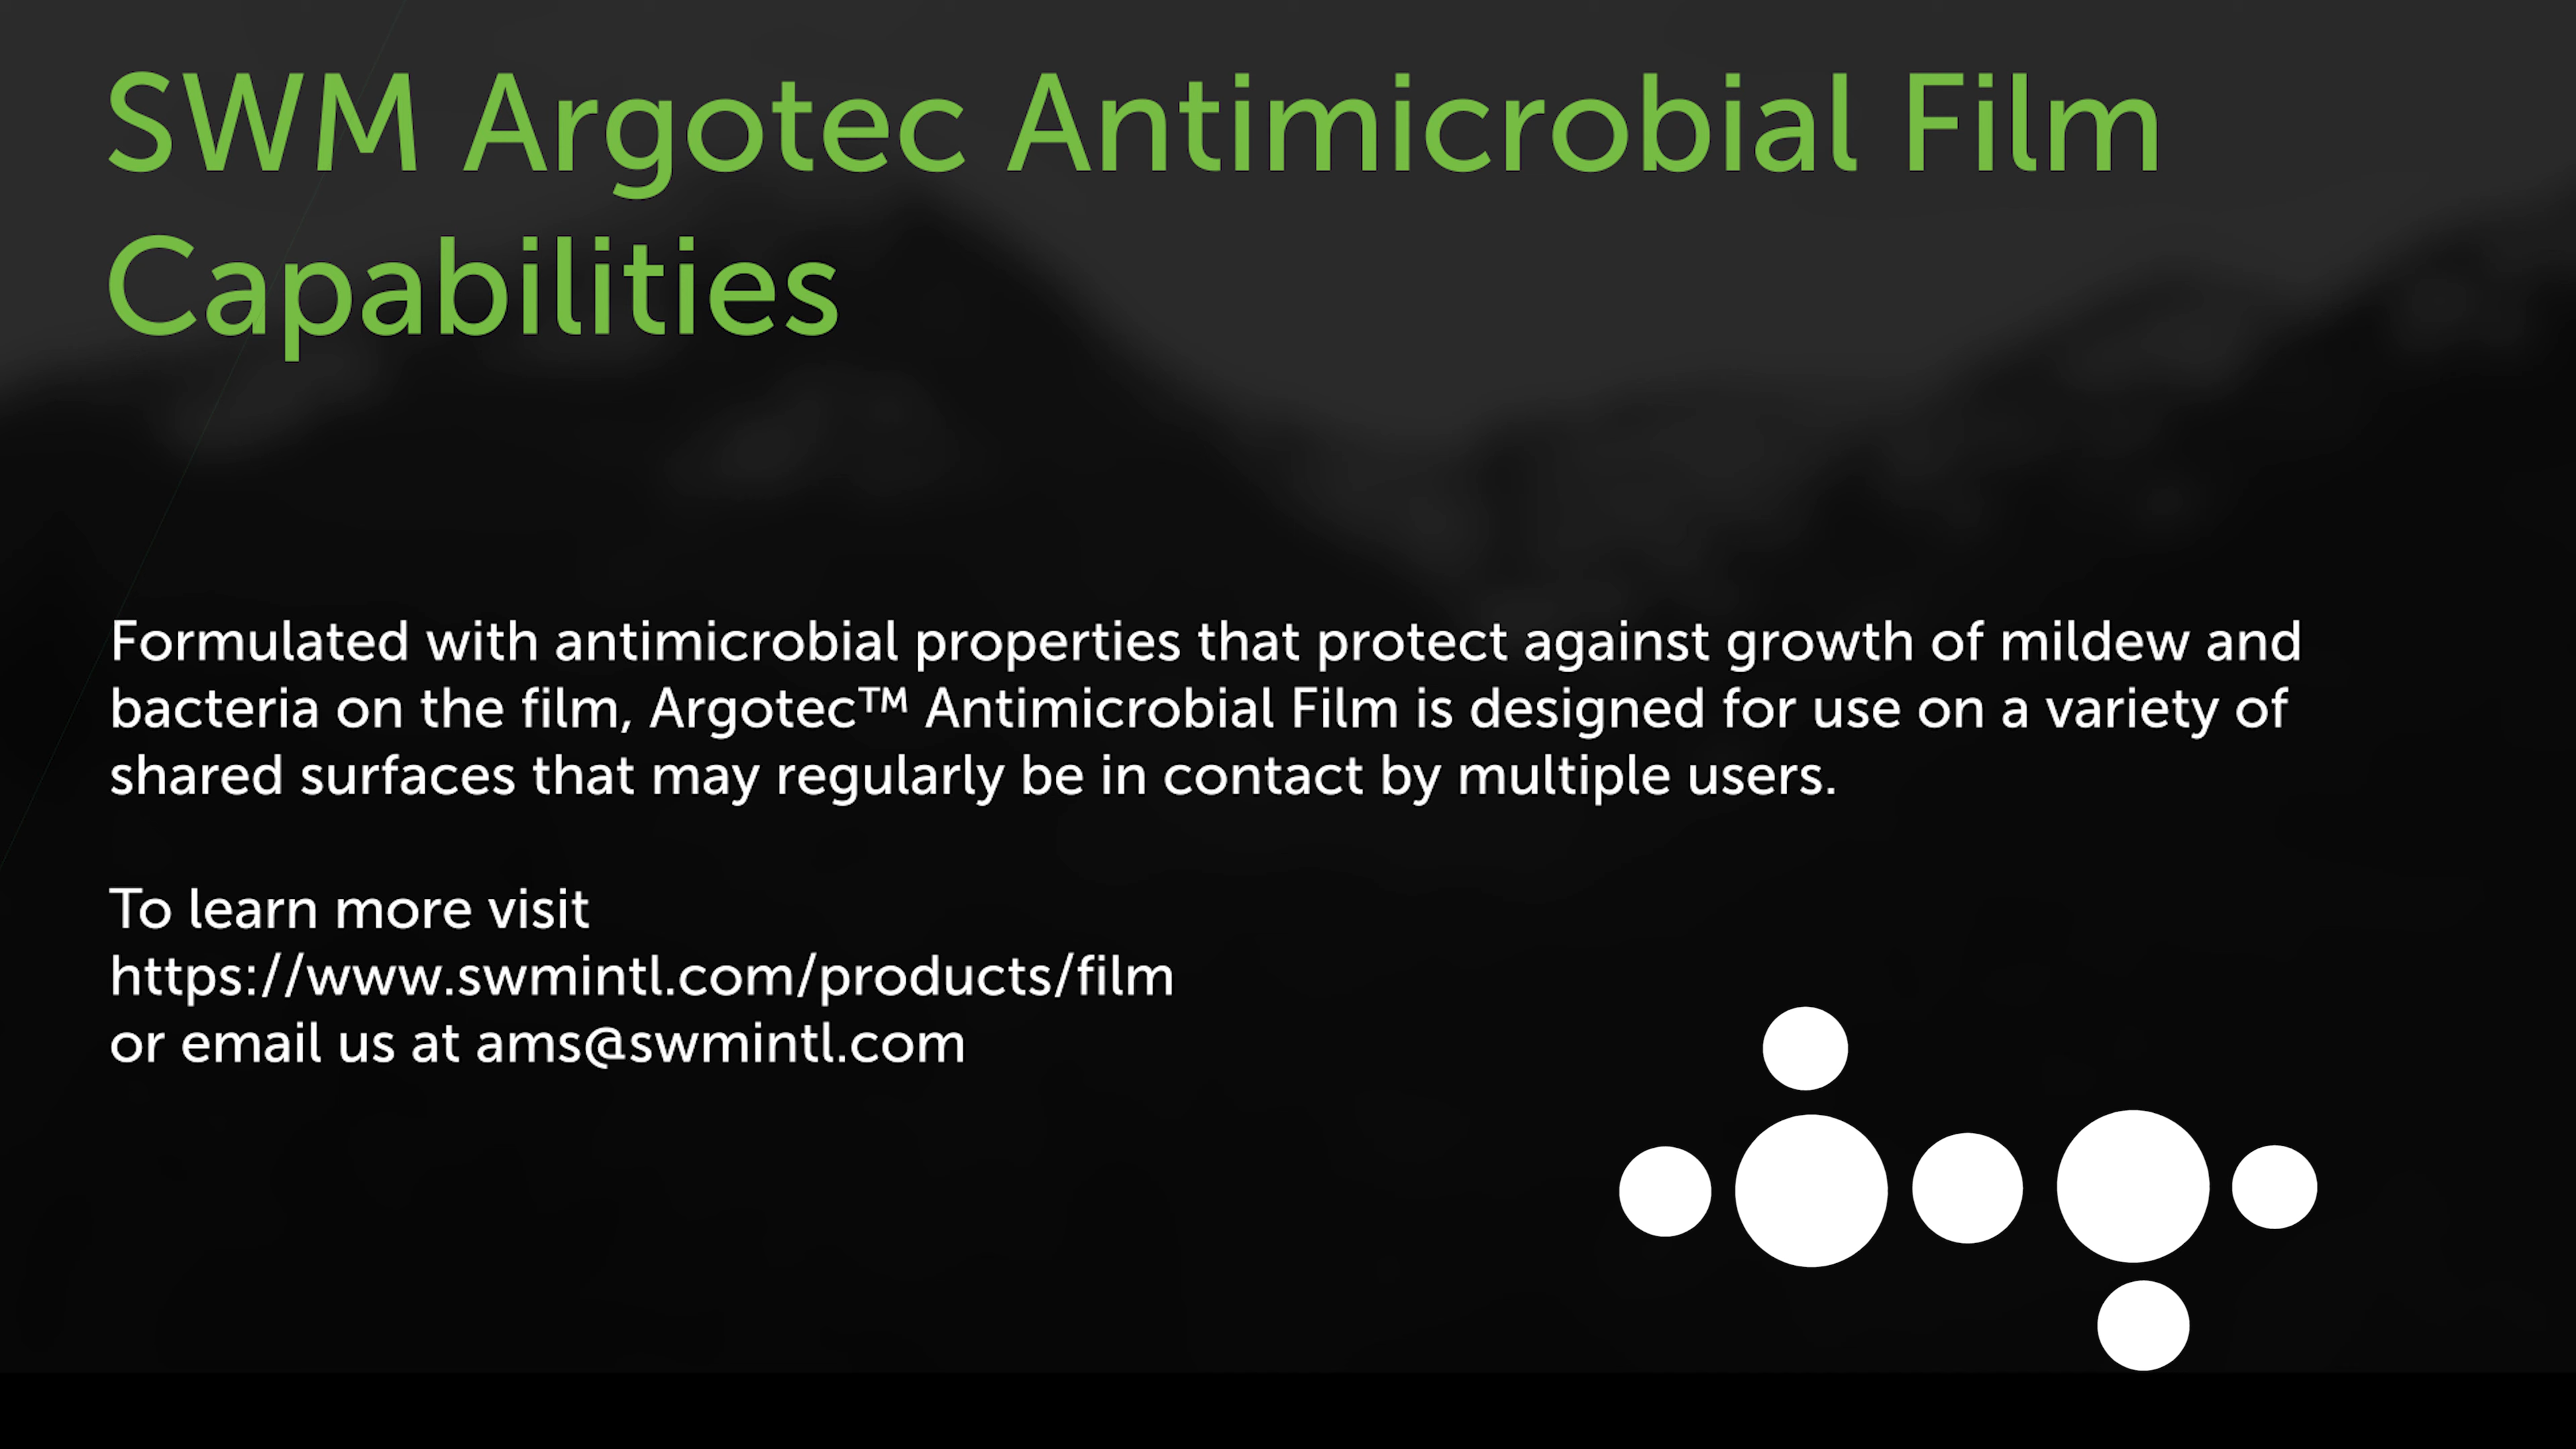 SWM Argotec Antimicrobial Film
Capabilities
Formulated with antimicrobial properties that protect against growth of mildew and
bacteria on the film, Argotec™ Antimicrobial Film is designed for use on a variety of
shared surfaces that may regularly be in contact by multiple users.
To learn more visit
https://www.swmintl.com/products/film
or email us at ams@swmintl.com